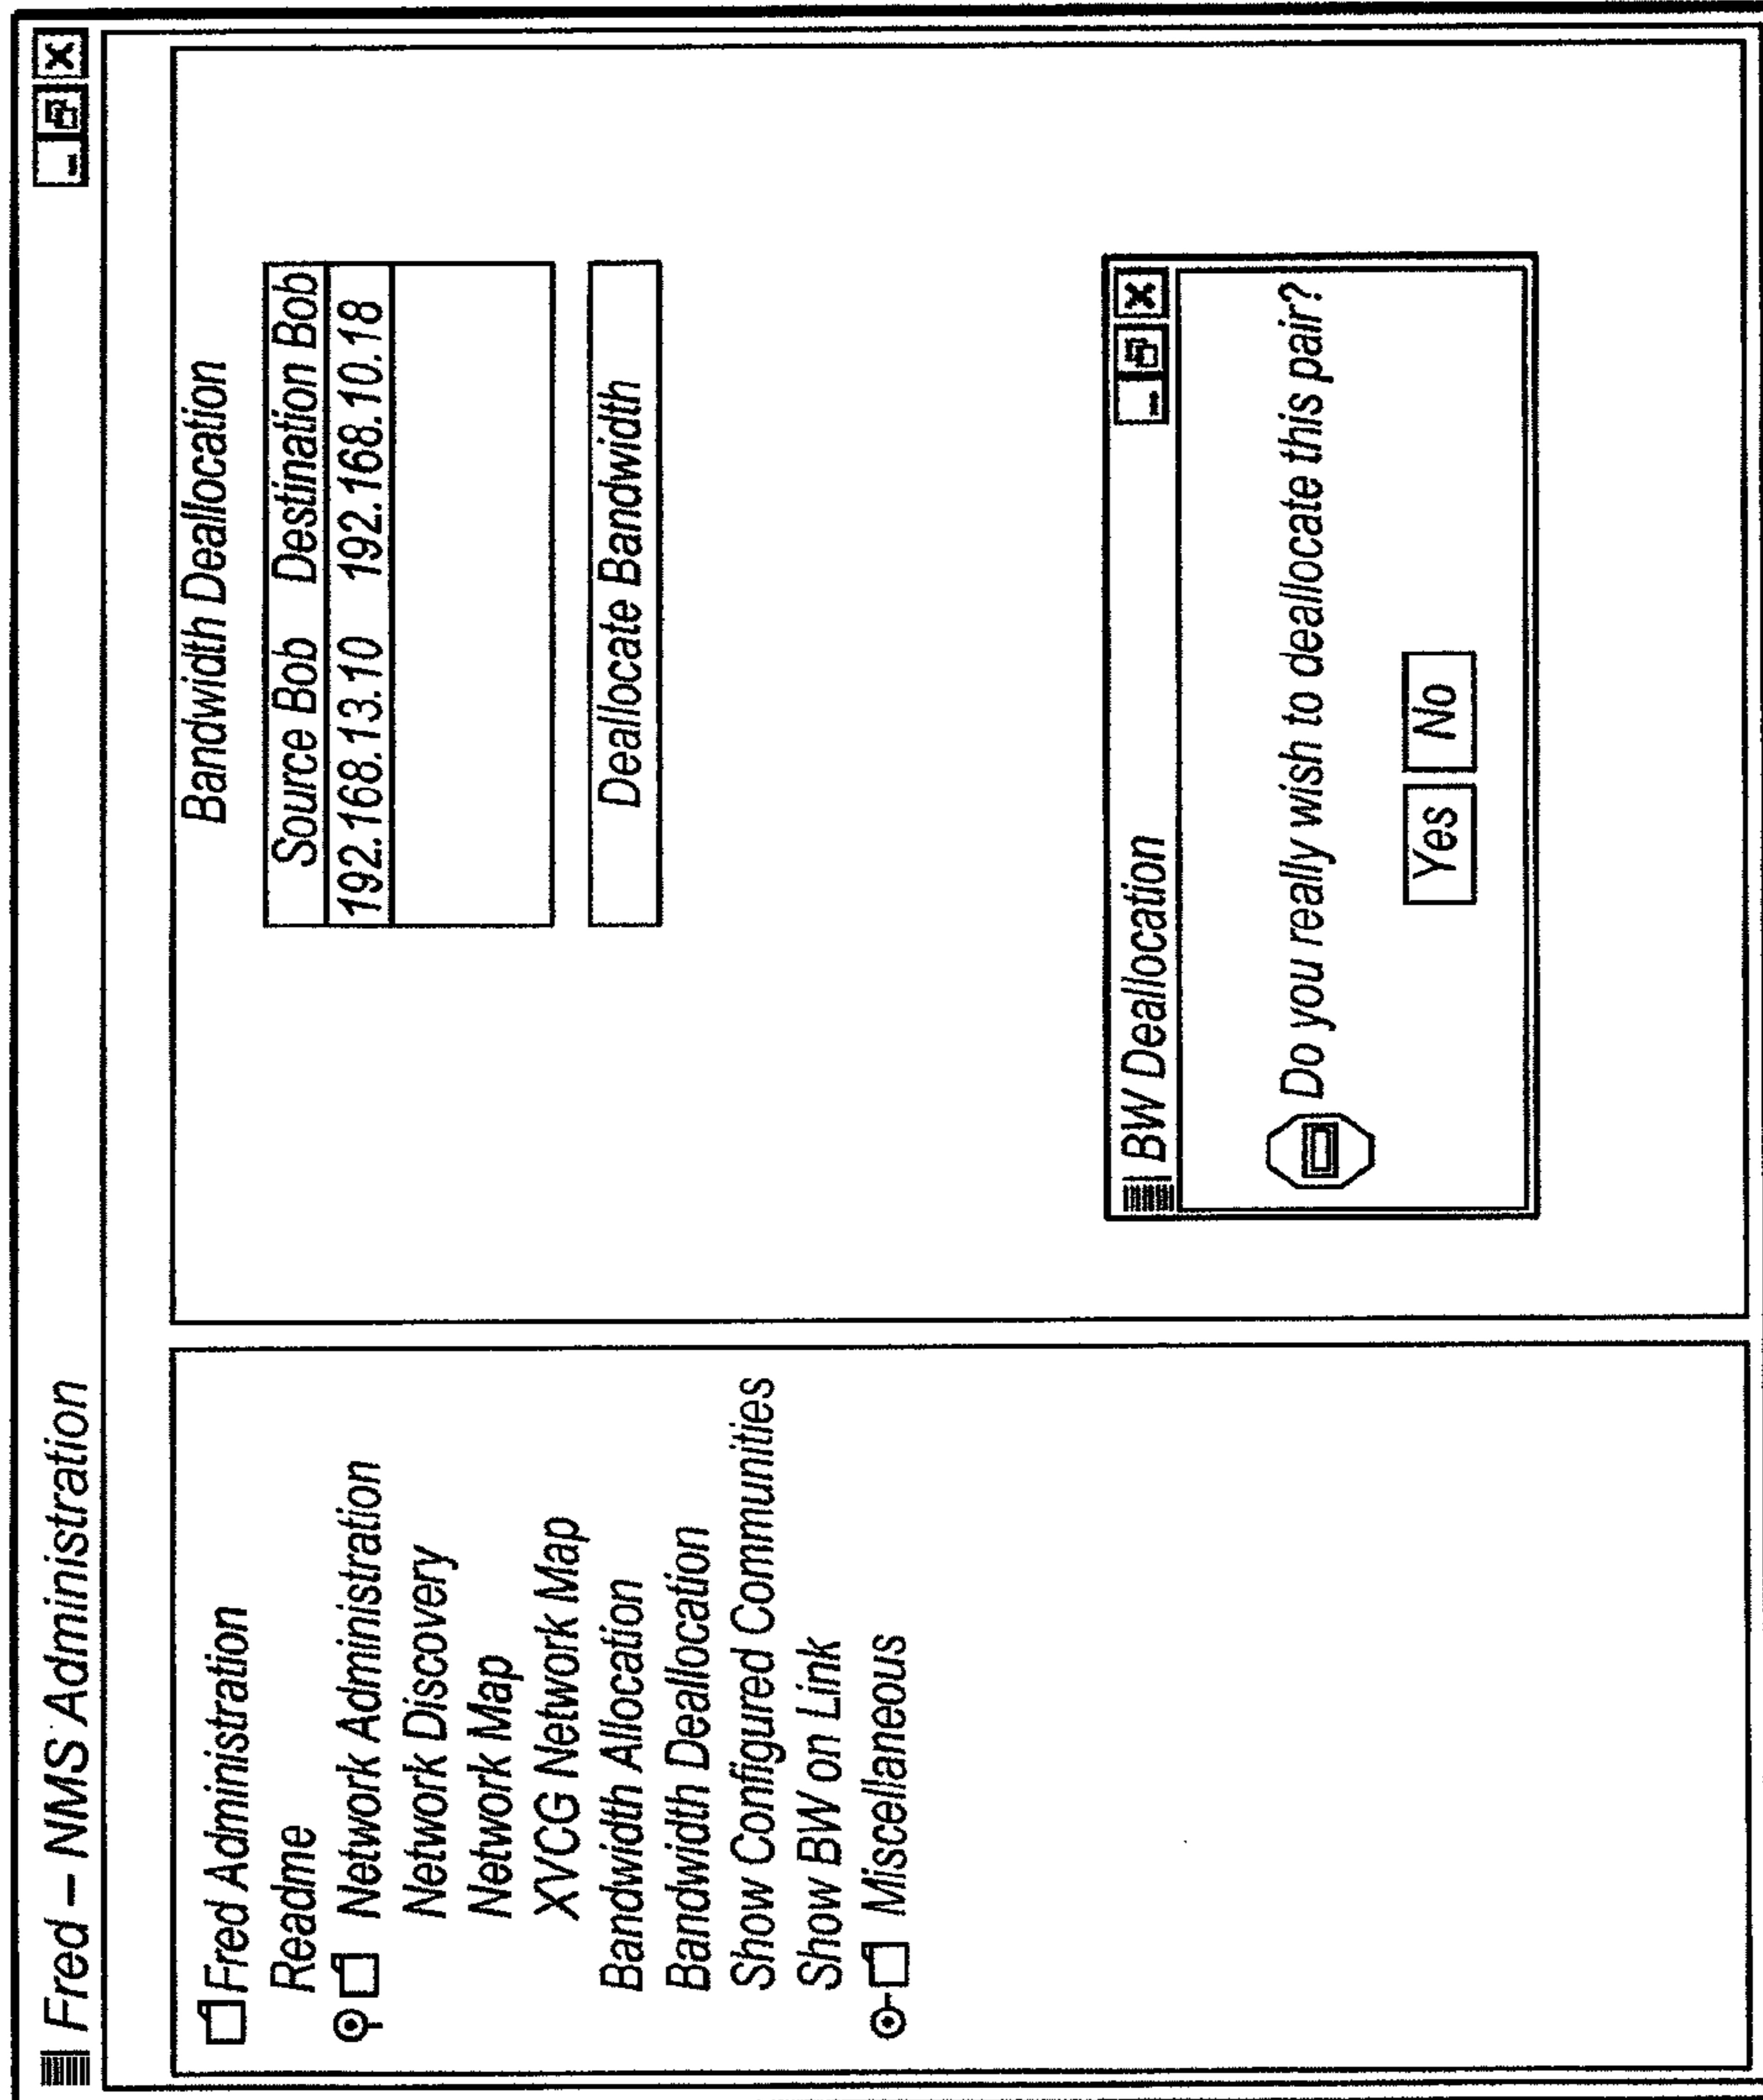 Fred – NMS Administration
Fred Administration
Readme
Network Administration
Network Discovery
Network Map
XVCG Network Map
Bandwidth Allocation
Bandwidth Deallocation
Show Configured Communities
Show BW on Link
Miscellaneous
Bandwidth Deallocation
Source Bob Destination Bob
192.168.13.10 192.168.10.18
Deallocate Bandwidth
BW Deallocation
Do you really wish to deallocate this pair?
Yes No